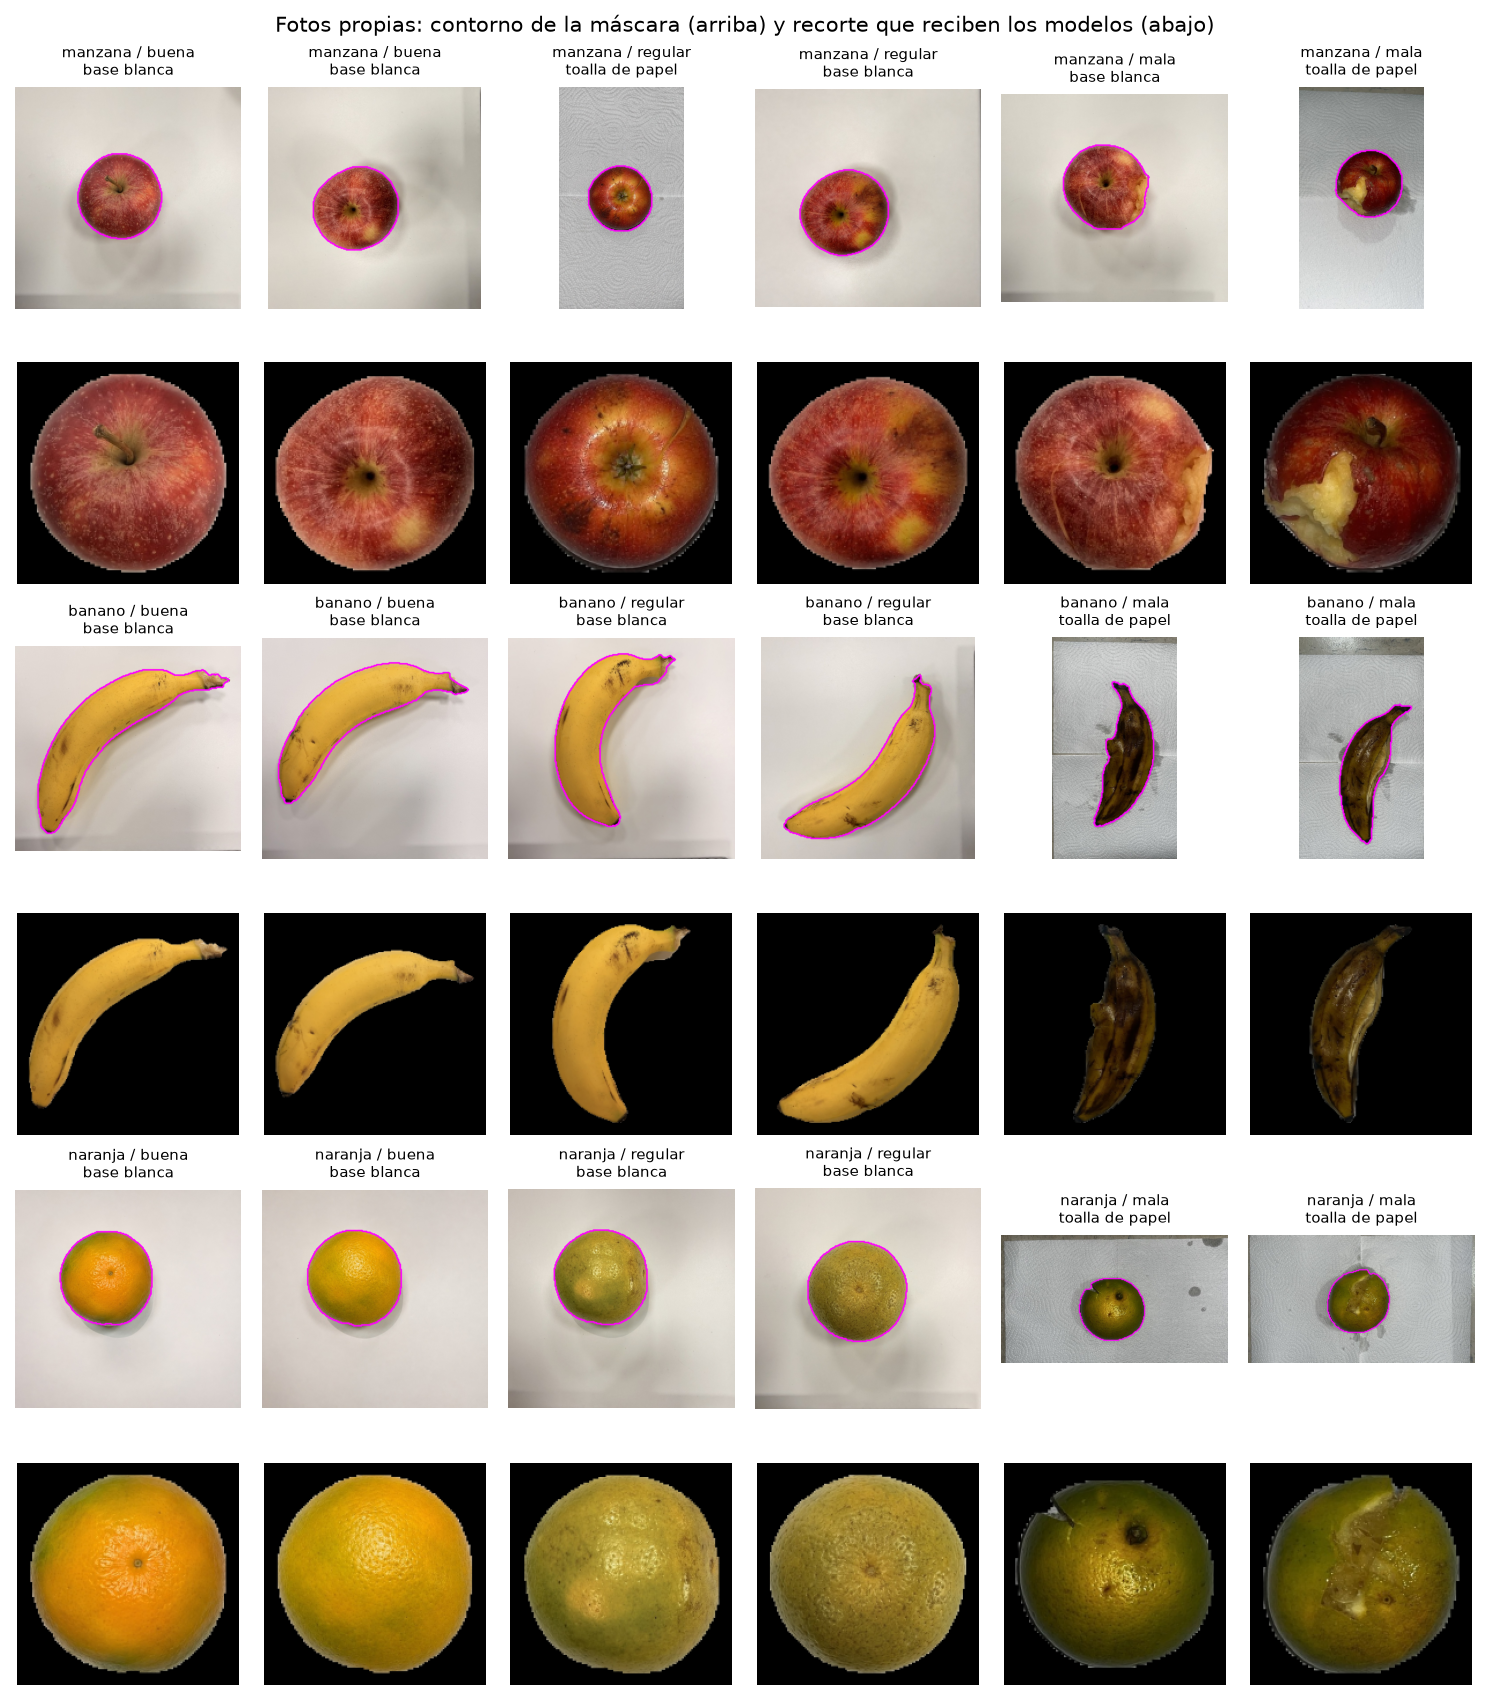 Fotos propias: contorno de la máscara (arriba) y recorte que reciben los modelos (abajo)
manzana / buena
base blanca
manzana / buena
base blanca
manzana / regular
toalla de papel
manzana / regular
base blanca
manzana / mala
base blanca
manzana / mala
toalla de papel
banano / buena
base blanca
banano / buena
base blanca
banano / regular
base blanca
banano / regular
base blanca
banano / mala
toalla de papel
banano / mala
toalla de papel
naranja / buena
base blanca
naranja / buena
base blanca
naranja / regular
base blanca
naranja / regular
base blanca
naranja / mala
toalla de papel
naranja / mala
toalla de papel